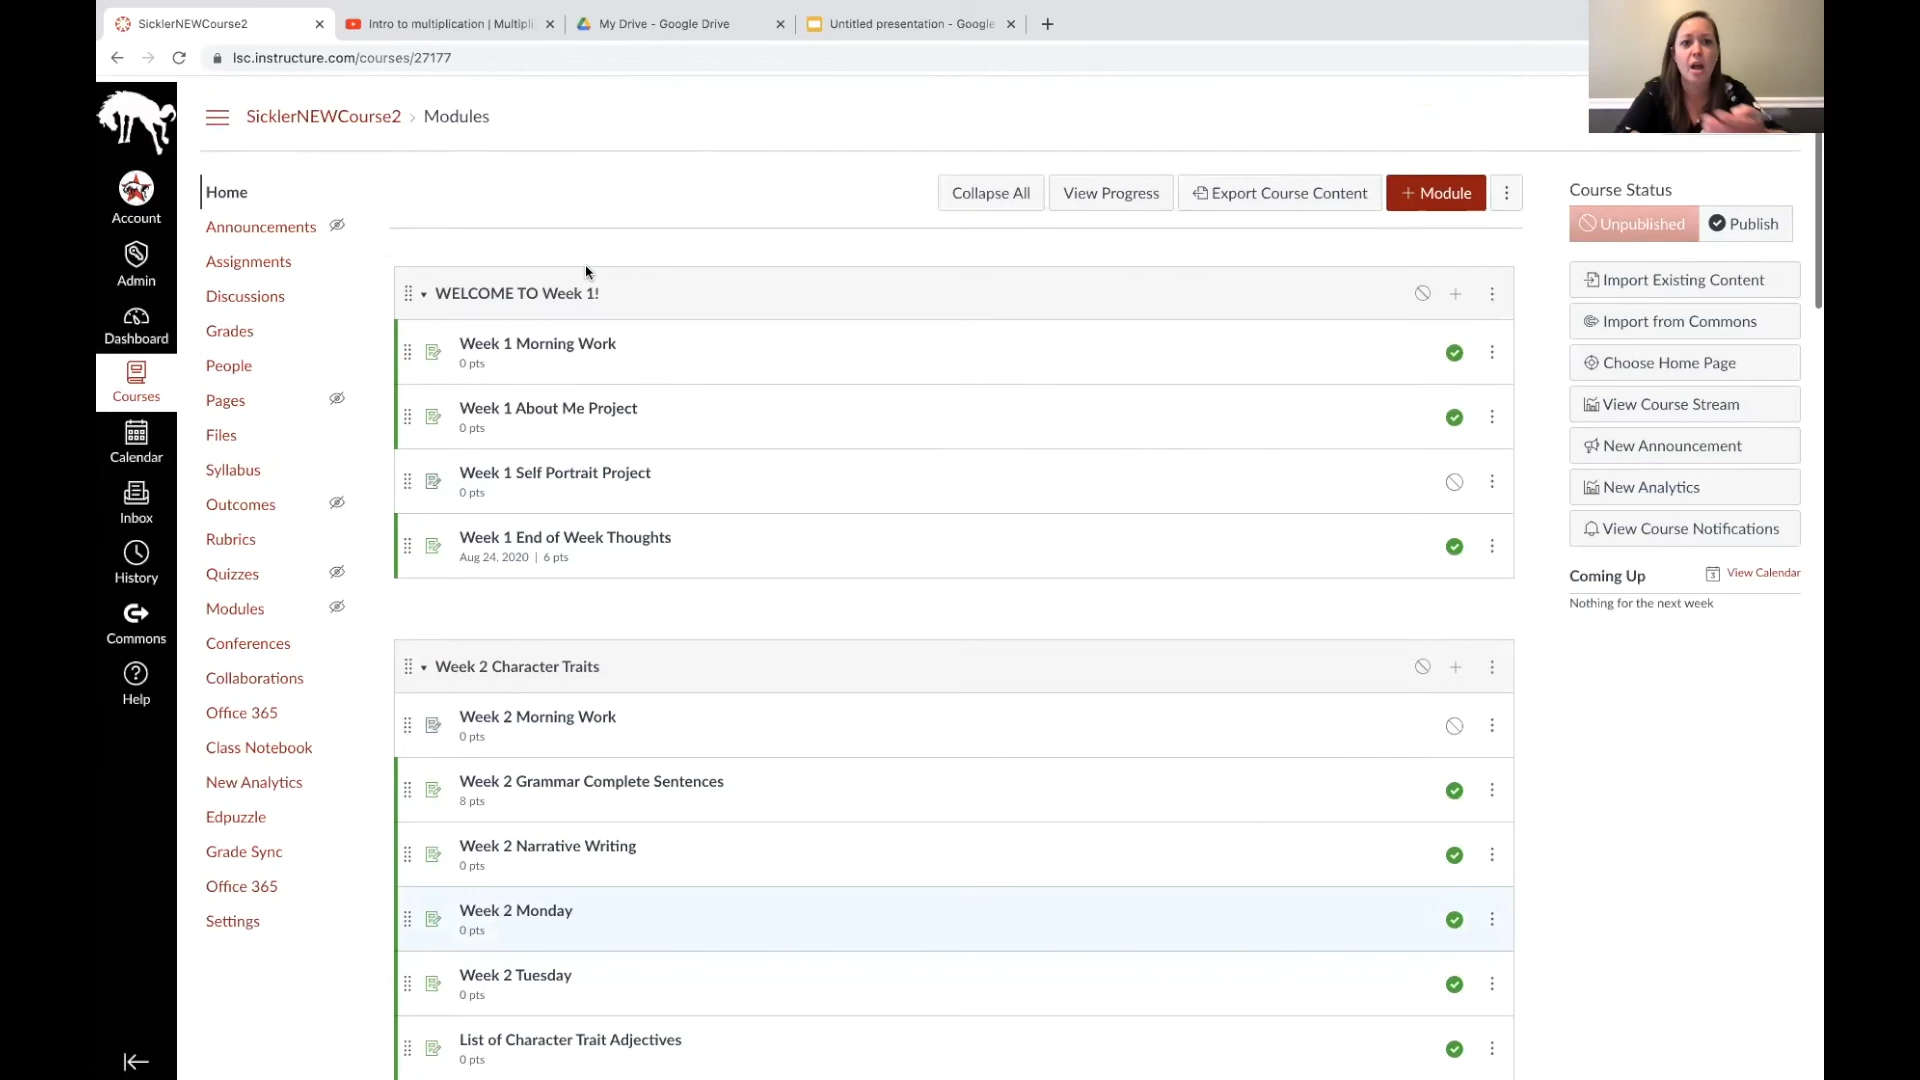 SicklerNEWCourse2
Intro to multiplication | Multipli
My Drive - Google Drive
Untitled presentation - Google
lsc.instructure.com/courses/27177
SicklerNEWCourse2 › Modules
Account
Admin
Dashboard
Courses
Calendar
Inbox
History
Commons
Help
Home
Announcements
Assignments
Discussions
Grades
People
Pages
Files
Syllabus
Outcomes
Rubrics
Quizzes
Modules
Conferences
Collaborations
Office 365
Class Notebook
New Analytics
Edpuzzle
Grade Sync
Office 365
Settings
Collapse All
View Progress
Export Course Content
+ Module
WELCOME TO Week 1!
Week 1 Morning Work
0 pts
Week 1 About Me Project
0 pts
Week 1 Self Portrait Project
0 pts
Week 1 End of Week Thoughts
Aug 24, 2020 | 6 pts
Week 2 Character Traits
Week 2 Morning Work
0 pts
Week 2 Grammar Complete Sentences
8 pts
Week 2 Narrative Writing
0 pts
Week 2 Monday
0 pts
Week 2 Tuesday
0 pts
List of Character Trait Adjectives
0 pts
Course Status
Unpublished
Publish
Import Existing Content
Import from Commons
Choose Home Page
View Course Stream
New Announcement
New Analytics
View Course Notifications
Coming Up
3 View Calendar
Nothing for the next week